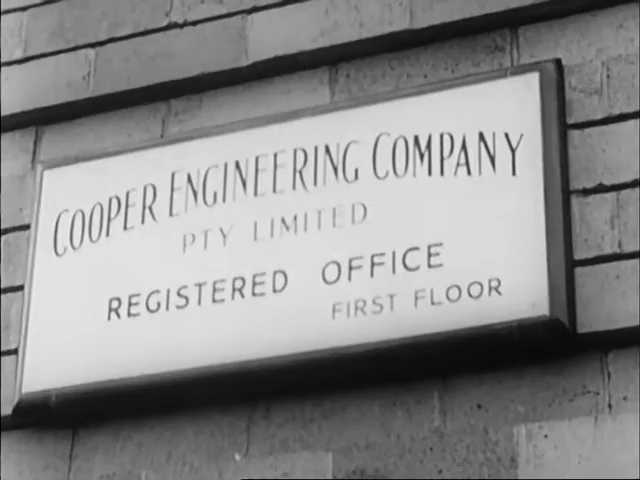 COOPER ENGINEERING COMPANY
PTY LIMITED
REGISTERED OFFICE
FIRST FLOOR